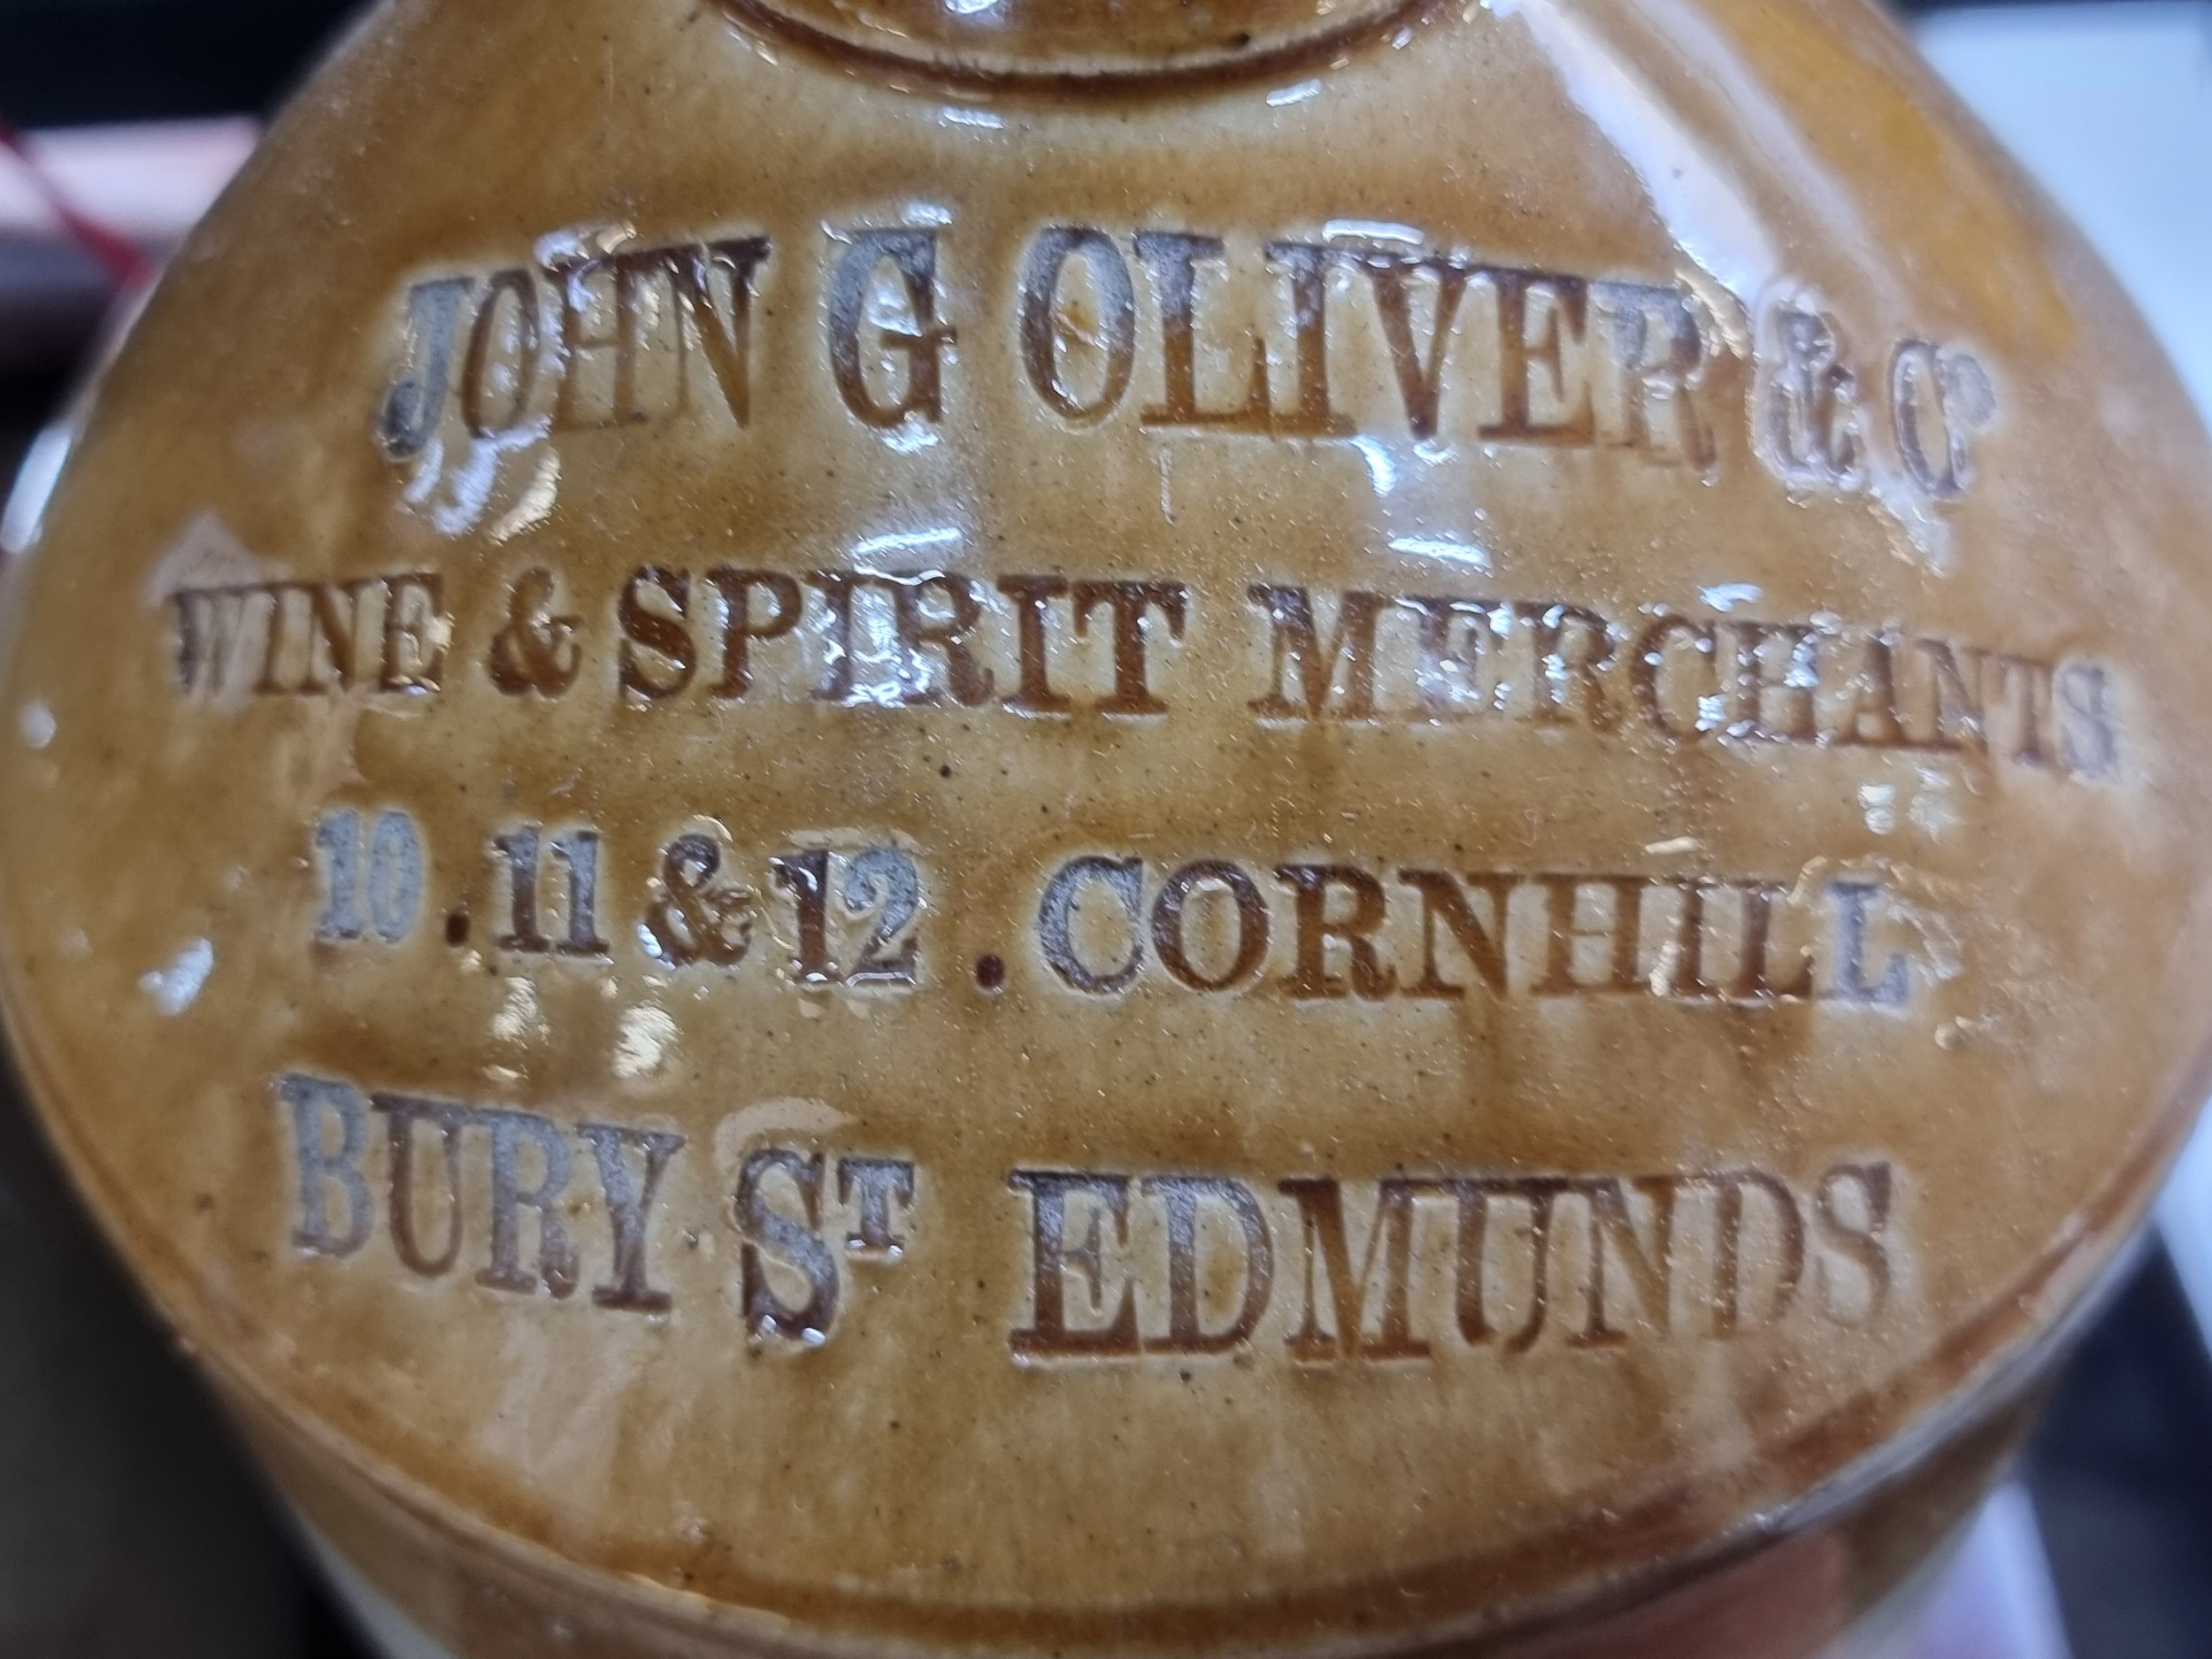 JOHN G OLIVER & Co
WINE & SPIRIT MERCHANTS
10.11 & 12. CORNHILL
BURY ST EDMUNDS